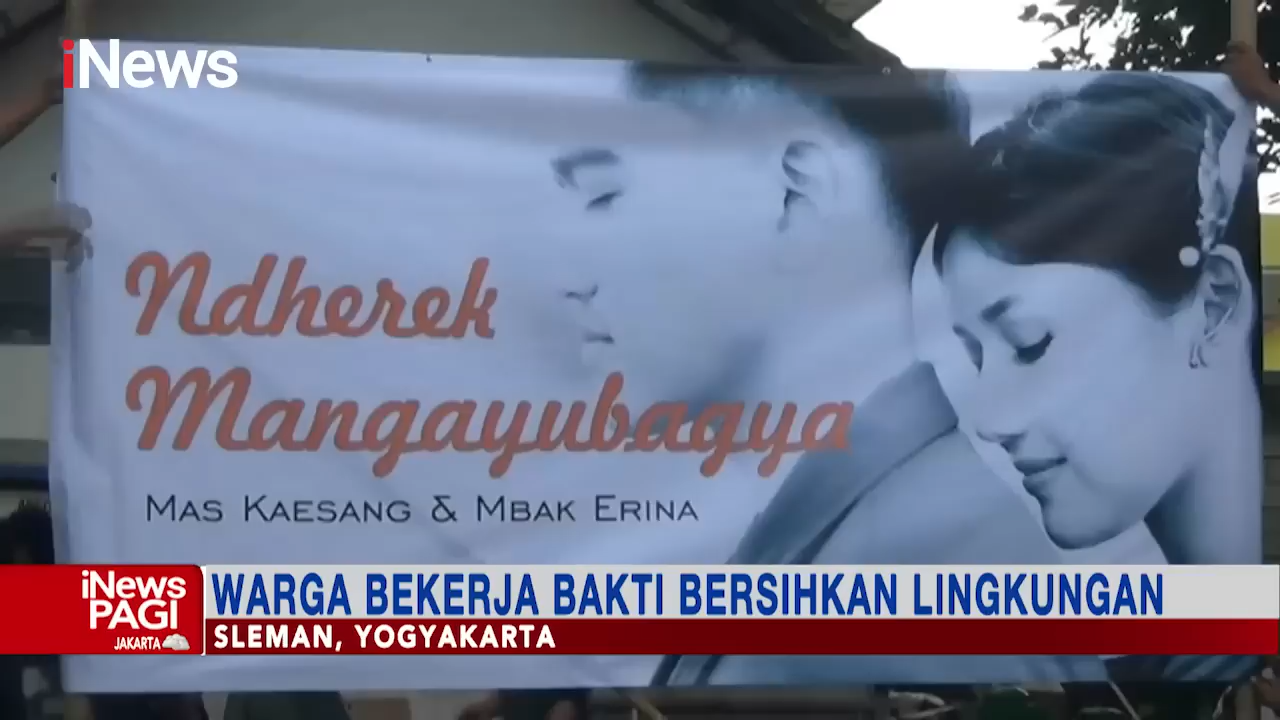 iNews
Ndherek
Mangayubagya
MAS KAESANG & MBAK ERINA
iNews
PAGI
JAKARTA
WARGA BEKERJA BAKTI BERSIHKAN LINGKUNGAN
SLEMAN, YOGYAKARTA